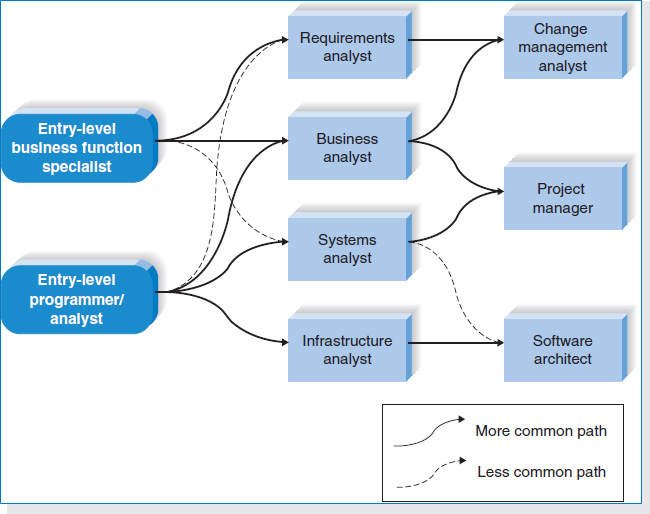 Requirements
analyst
Change
management
analyst
Entry-level
business function
specialist
Business
analyst
Project
manager
Systems
analyst
Entry-level
programmer/
analyst
Infrastructure
analyst
Software
architect
More common path
Less common path